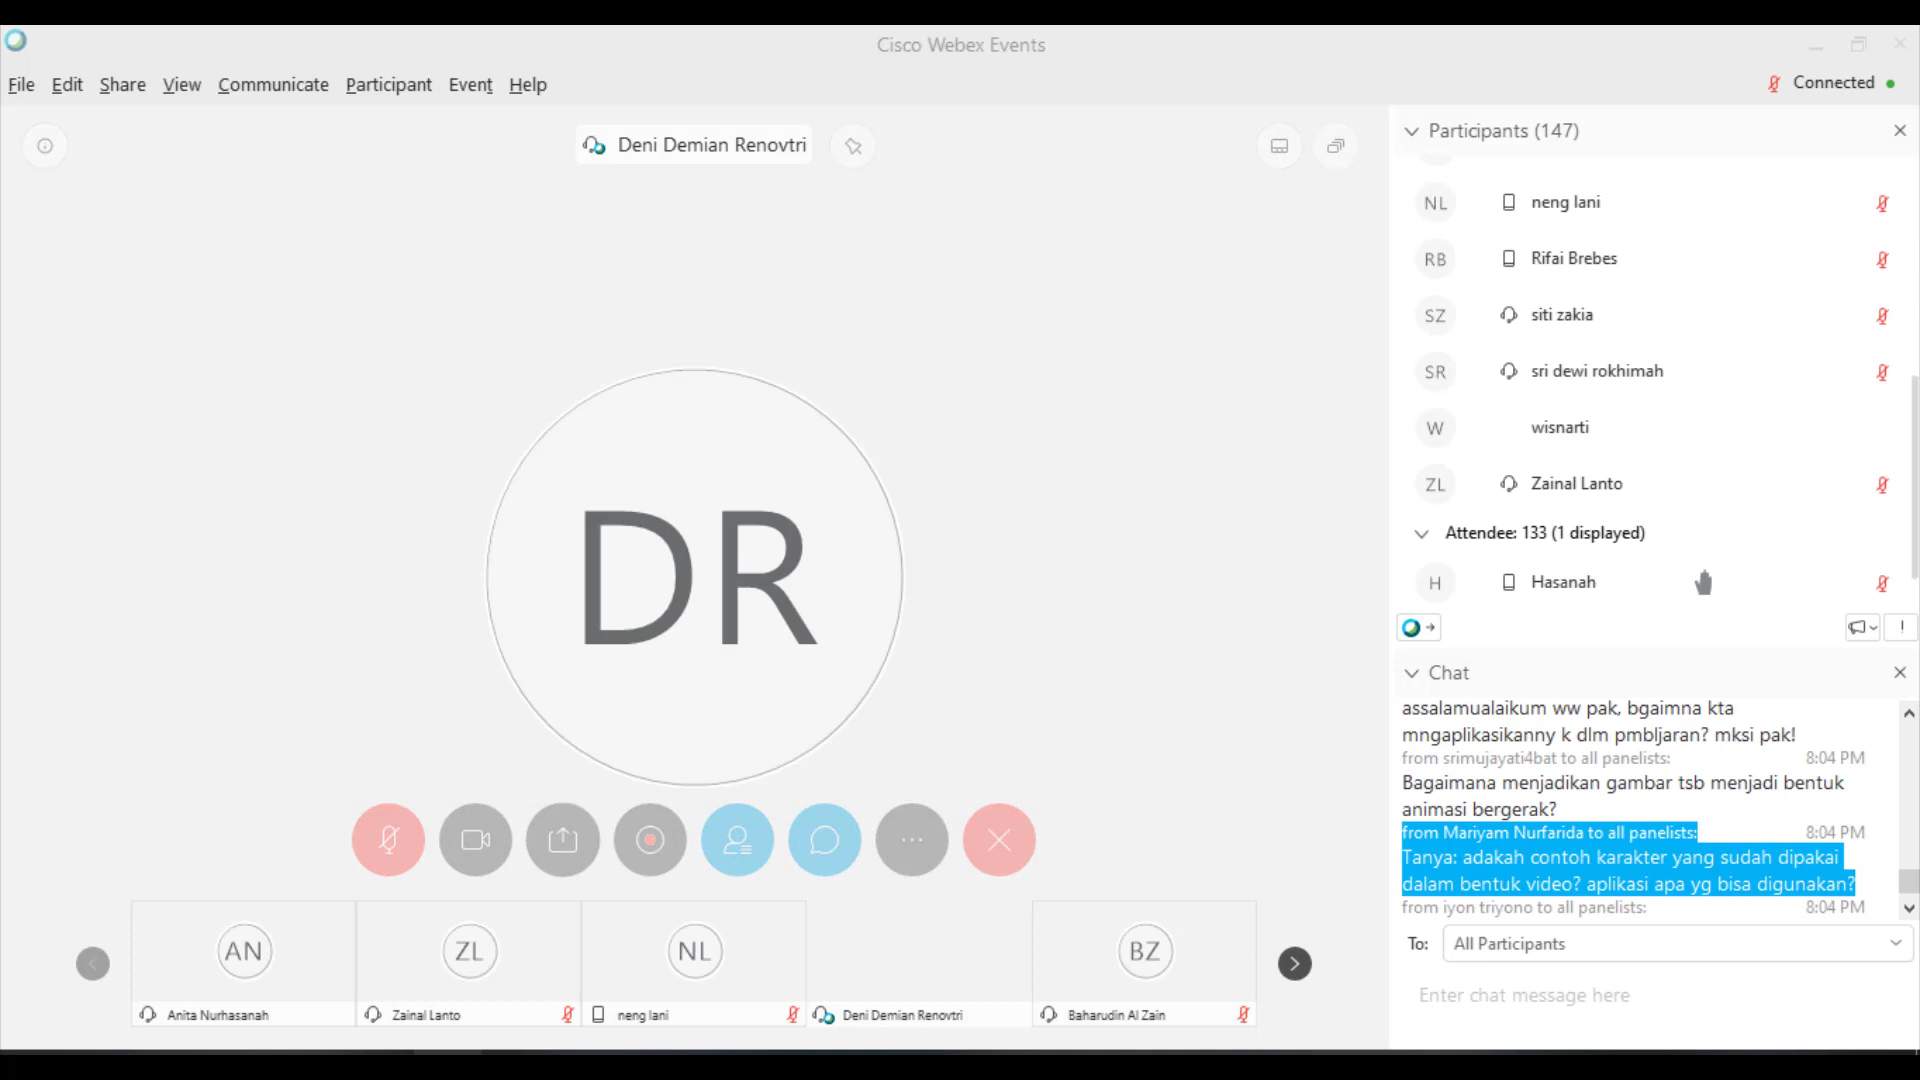 Cisco Webex Events
File Edit Share View Communicate Participant Event Help
Connected
Deni Demian Renovtri
DR
AN
Anita Nurhasanah
ZL
Zainal Lanto
NL
neng lani
Deni Demian Renovtri
BZ
Baharudin Al Zain
Participants (147)
NL neng lani
RB Rifai Brebes
SZ siti zakia
SR sri dewi rokhimah
W wisnarti
ZL Zainal Lanto
Attendee: 133 (1 displayed)
H Hasanah
Chat
assalamualaikum ww pak, bgaimna kta
mngaplikasikanny k dlm pmbljaran? mksi pak!
from srimujayati4bat to all panelists: 8:04 PM
Bagaimana menjadikan gambar tsb menjadi bentuk
animasi bergerak?
from Mariyam Nurfarida to all panelists: 8:04 PM
Tanya: adakah contoh karakter yang sudah dipakai
dalam bentuk video? aplikasi apa yg bisa digunakan?
from iyon triyono to all panelists: 8:04 PM
To: All Participants
Enter chat message here